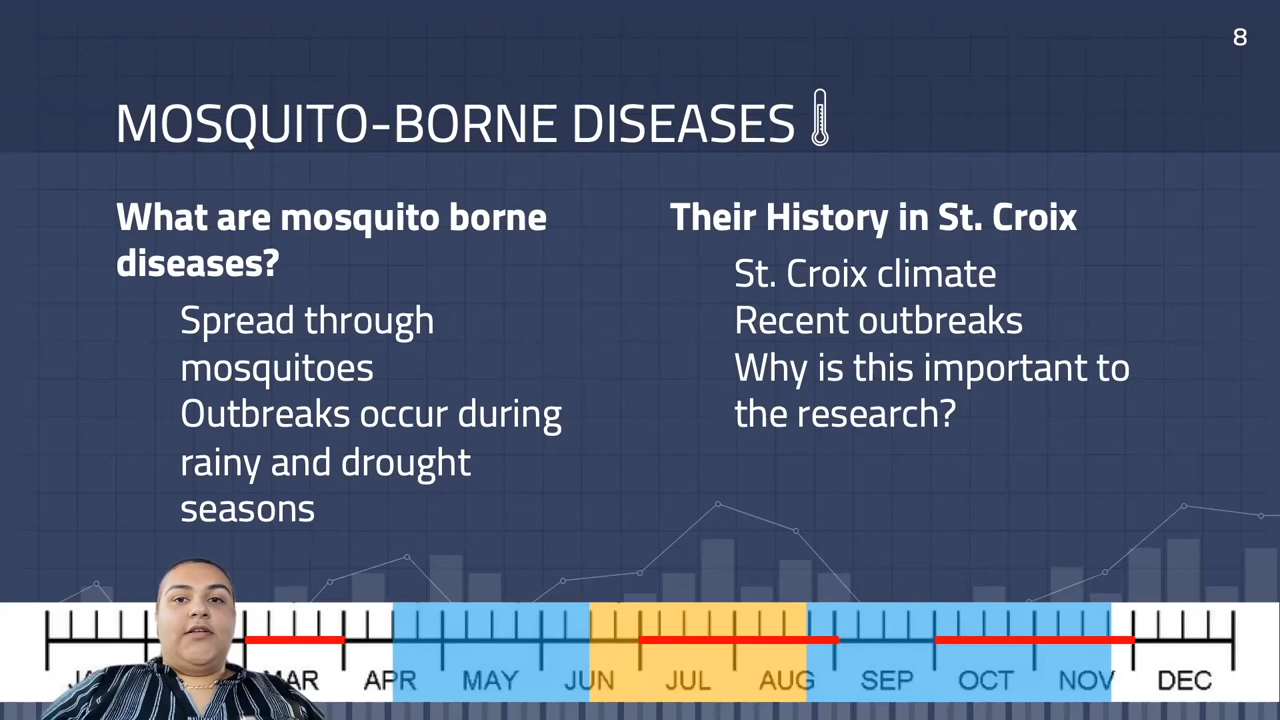 8
MOSQUITO-BORNE DISEASES
What are mosquito borne
diseases?
Spread through
mosquitoes
Outbreaks occur during
rainy and drought
seasons
Their History in St. Croix
St. Croix climate
Recent outbreaks
Why is this important to
the research?
APR MAY JUN JUL AUG SEP OCT NOV DEC